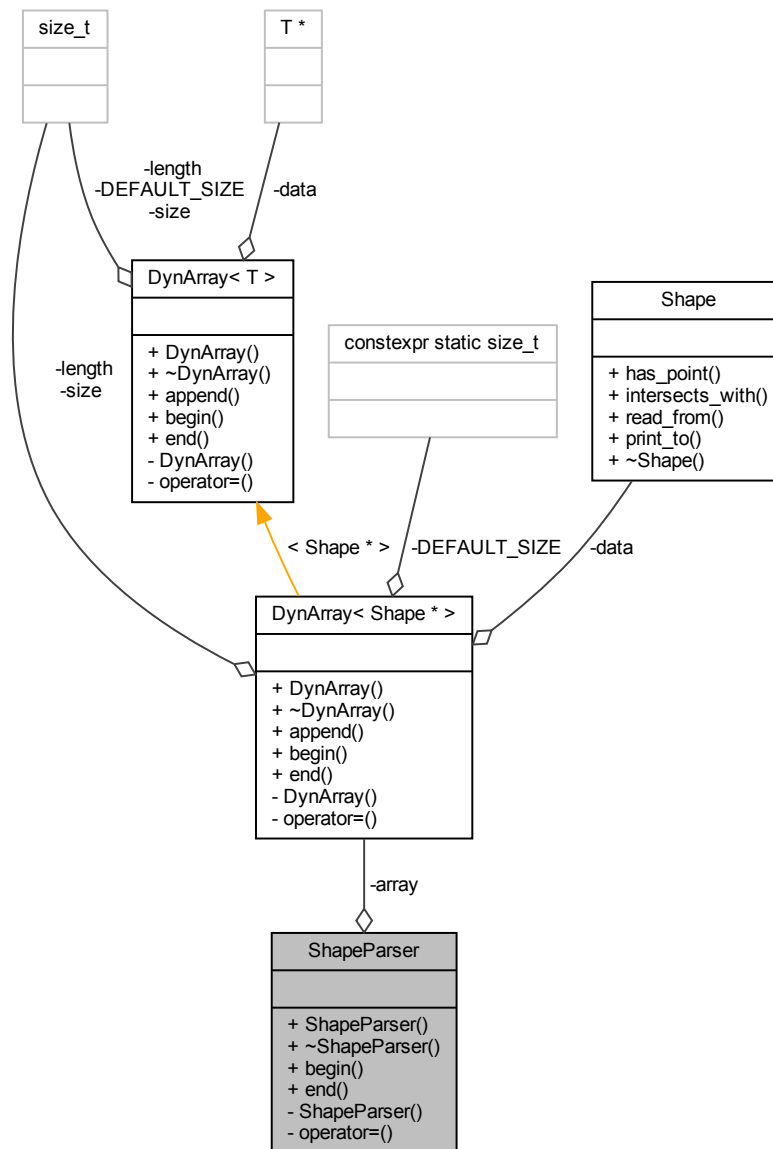 size_t
T *
-length
-DEFAULT_SIZE
-size
-data
DynArray< T >
+ DynArray()
+ ~DynArray()
+ append()
+ begin()
+ end()
- DynArray()
- operator=()
Shape
+ has_point()
+ intersects_with()
+ read_from()
+ print_to()
+ ~Shape()
constexpr static size_t
-length
-size
< Shape * >
-DEFAULT_SIZE
-data
DynArray< Shape * >
+ DynArray()
+ ~DynArray()
+ append()
+ begin()
+ end()
- DynArray()
- operator=()
-array
ShapeParser
+ ShapeParser()
+ ~ShapeParser()
+ begin()
+ end()
- ShapeParser()
- operator=()